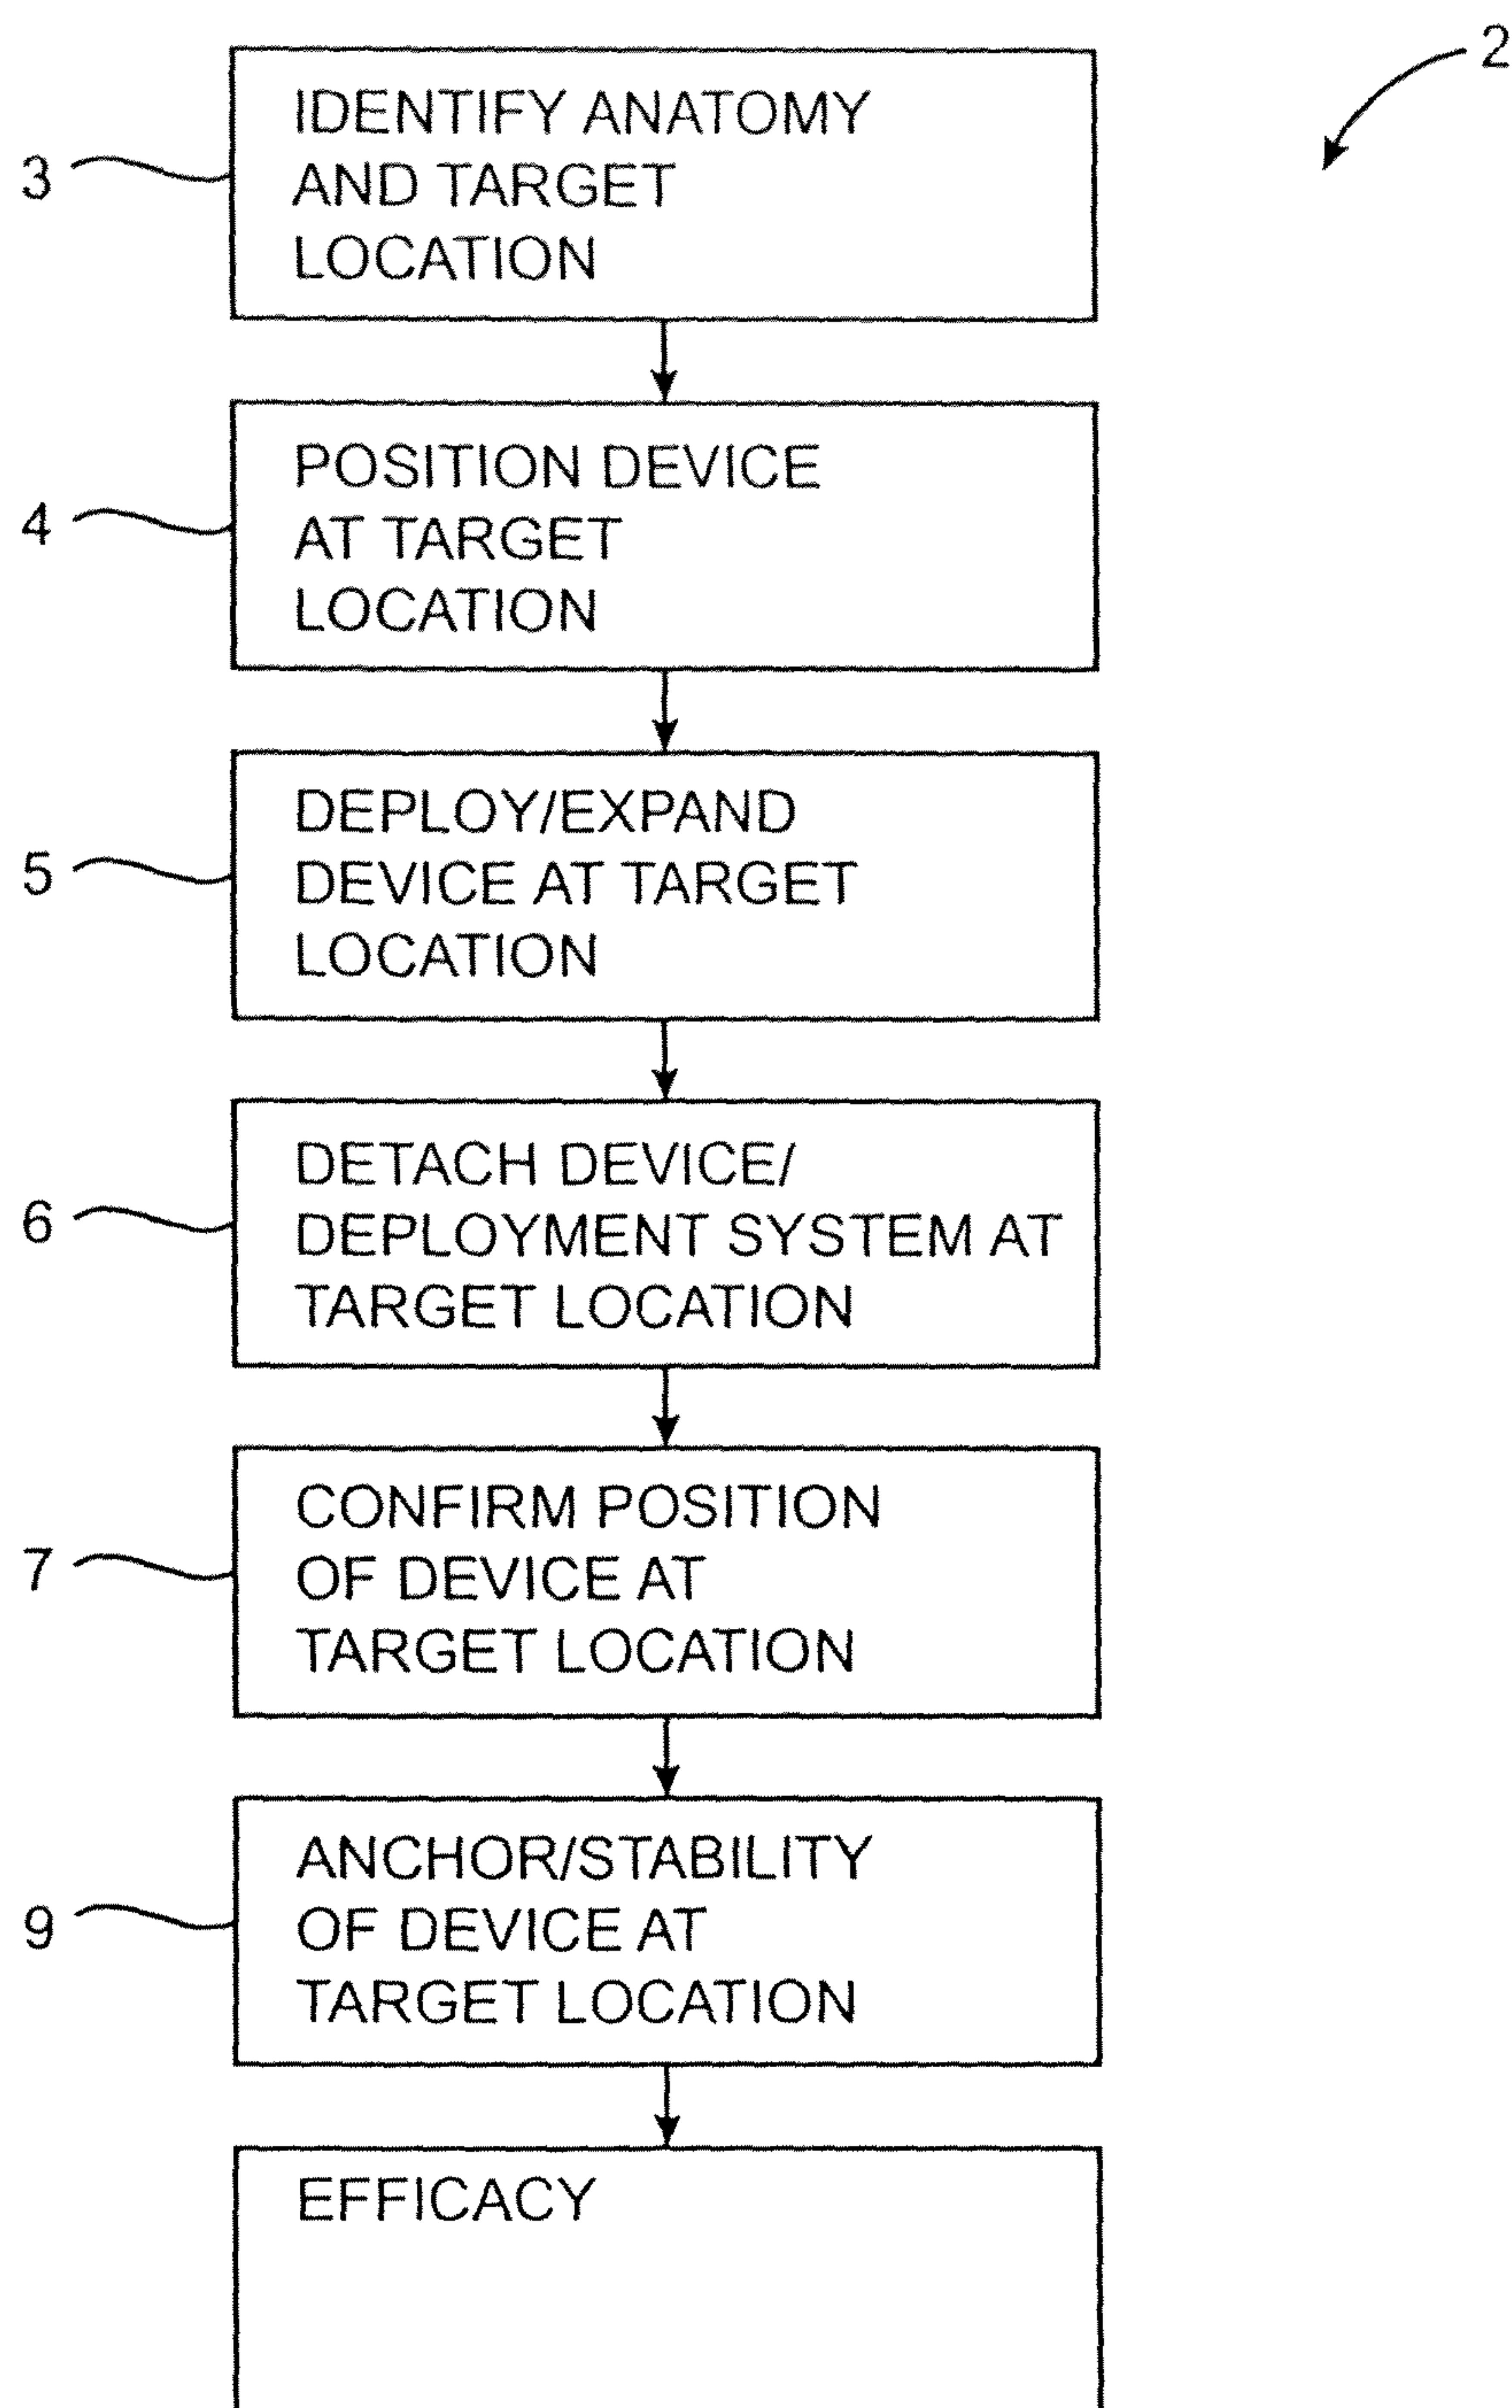 2
3
IDENTIFY ANATOMY
AND TARGET
LOCATION
4
POSITION DEVICE
AT TARGET
LOCATION
5
DEPLOY/EXPAND
DEVICE AT TARGET
LOCATION
6
DETACH DEVICE/
DEPLOYMENT SYSTEM AT
TARGET LOCATION
7
CONFIRM POSITION
OF DEVICE AT
TARGET LOCATION
9
ANCHOR/STABILITY
OF DEVICE AT
TARGET LOCATION
EFFICACY